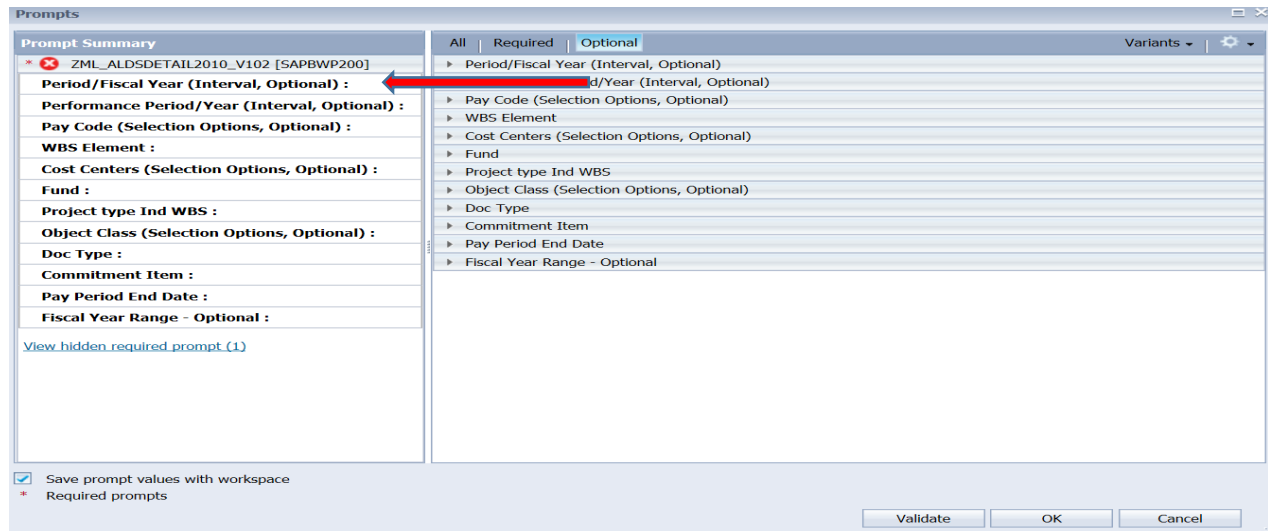 Prompts
Prompt Summary
* ZML_ALDSDETAIL2010_V102 [SAPBWP200]
Period/Fiscal Year (Interval, Optional) :
Performance Period/Year (Interval, Optional) :
Pay Code (Selection Options, Optional) :
WBS Element :
Cost Centers (Selection Options, Optional) :
Fund :
Project type Ind WBS :
Object Class (Selection Options, Optional) :
Doc Type :
Commitment Item :
Pay Period End Date :
Fiscal Year Range - Optional :
View hidden required prompt (1)
All | Required | Optional
Variants
Period/Fiscal Year (Interval, Optional)
d/Year (Interval, Optional)
Pay Code (Selection Options, Optional)
WBS Element
Cost Centers (Selection Options, Optional)
Fund
Project type Ind WBS
Object Class (Selection Options, Optional)
Doc Type
Commitment Item
Pay Period End Date
Fiscal Year Range - Optional
Save prompt values with workspace
* Required prompts
Validate OK Cancel